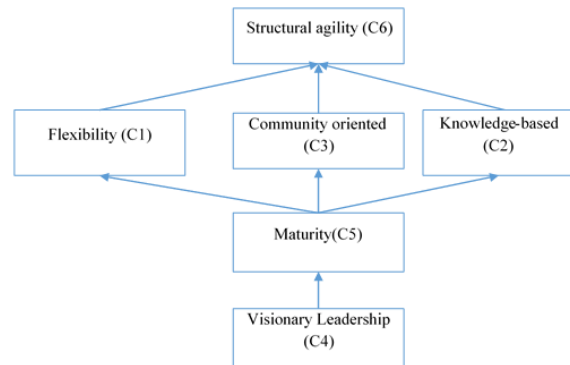 Structural agility (C6)
Flexibility (C1)
Community oriented
(C3)
Knowledge-based
(C2)
Maturity(C5)
Visionary Leadership
(C4)